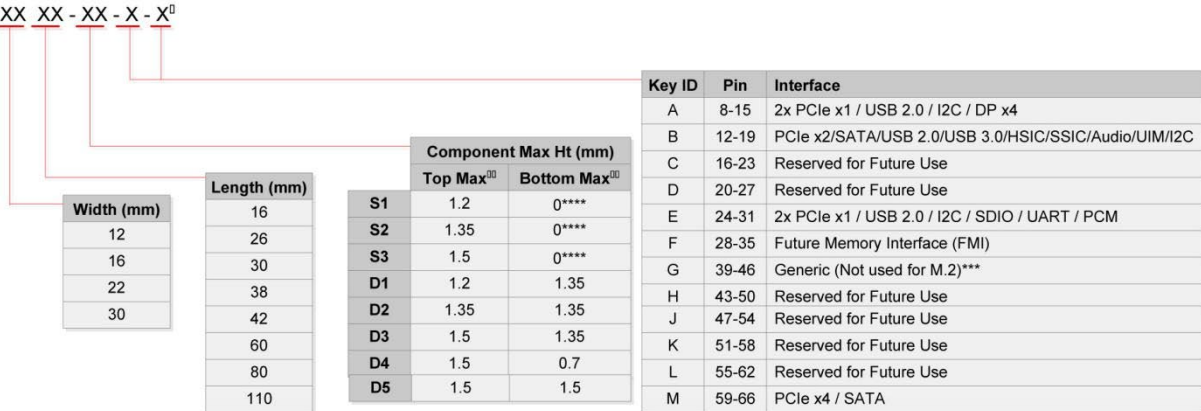 XX XX - XX - X - X▯
Key ID Pin Interface
A 8-15 2x PCIe x1 / USB 2.0 / I2C / DP x4
B 12-19 PCIe x2/SATA/USB 2.0/USB 3.0/HSIC/SSIC/Audio/UIM/I2C
C 16-23 Reserved for Future Use
D 20-27 Reserved for Future Use
E 24-31 2x PCIe x1 / USB 2.0 / I2C / SDIO / UART / PCM
F 28-35 Future Memory Interface (FMI)
G 39-46 Generic (Not used for M.2)***
H 43-50 Reserved for Future Use
J 47-54 Reserved for Future Use
K 51-58 Reserved for Future Use
L 55-62 Reserved for Future Use
M 59-66 PCIe x4 / SATA
Component Max Ht (mm)
Top Max▯▯ Bottom Max▯▯
S1 1.2 0****
S2 1.35 0****
S3 1.5 0****
D1 1.2 1.35
D2 1.35 1.35
D3 1.5 1.35
D4 1.5 0.7
D5 1.5 1.5
Length (mm)
16
26
30
38
42
60
80
110
Width (mm)
12
16
22
30